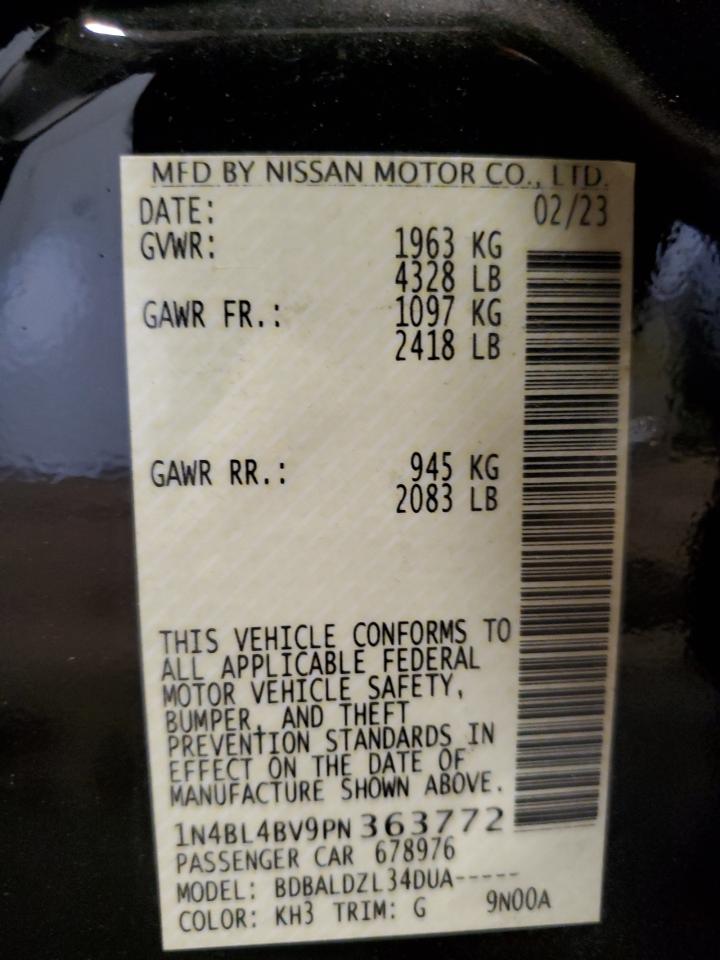 MFD BY NISSAN MOTOR CO., LTD.
DATE: 02/23
GVWR: 1963 KG
4328 LB
GAWR FR.: 1097 KG
2418 LB
GAWR RR.: 945 KG
2083 LB
THIS VEHICLE CONFORMS TO
ALL APPLICABLE FEDERAL
MOTOR VEHICLE SAFETY,
BUMPER, AND THEFT
PREVENTION STANDARDS IN
EFFECT ON THE DATE OF
MANUFACTURE SHOWN ABOVE.
1N4BL4BV9PN 363772
PASSENGER CAR 678976
MODEL: BDBALDZL34DUA-----
COLOR: KH3 TRIM: G 9N00A